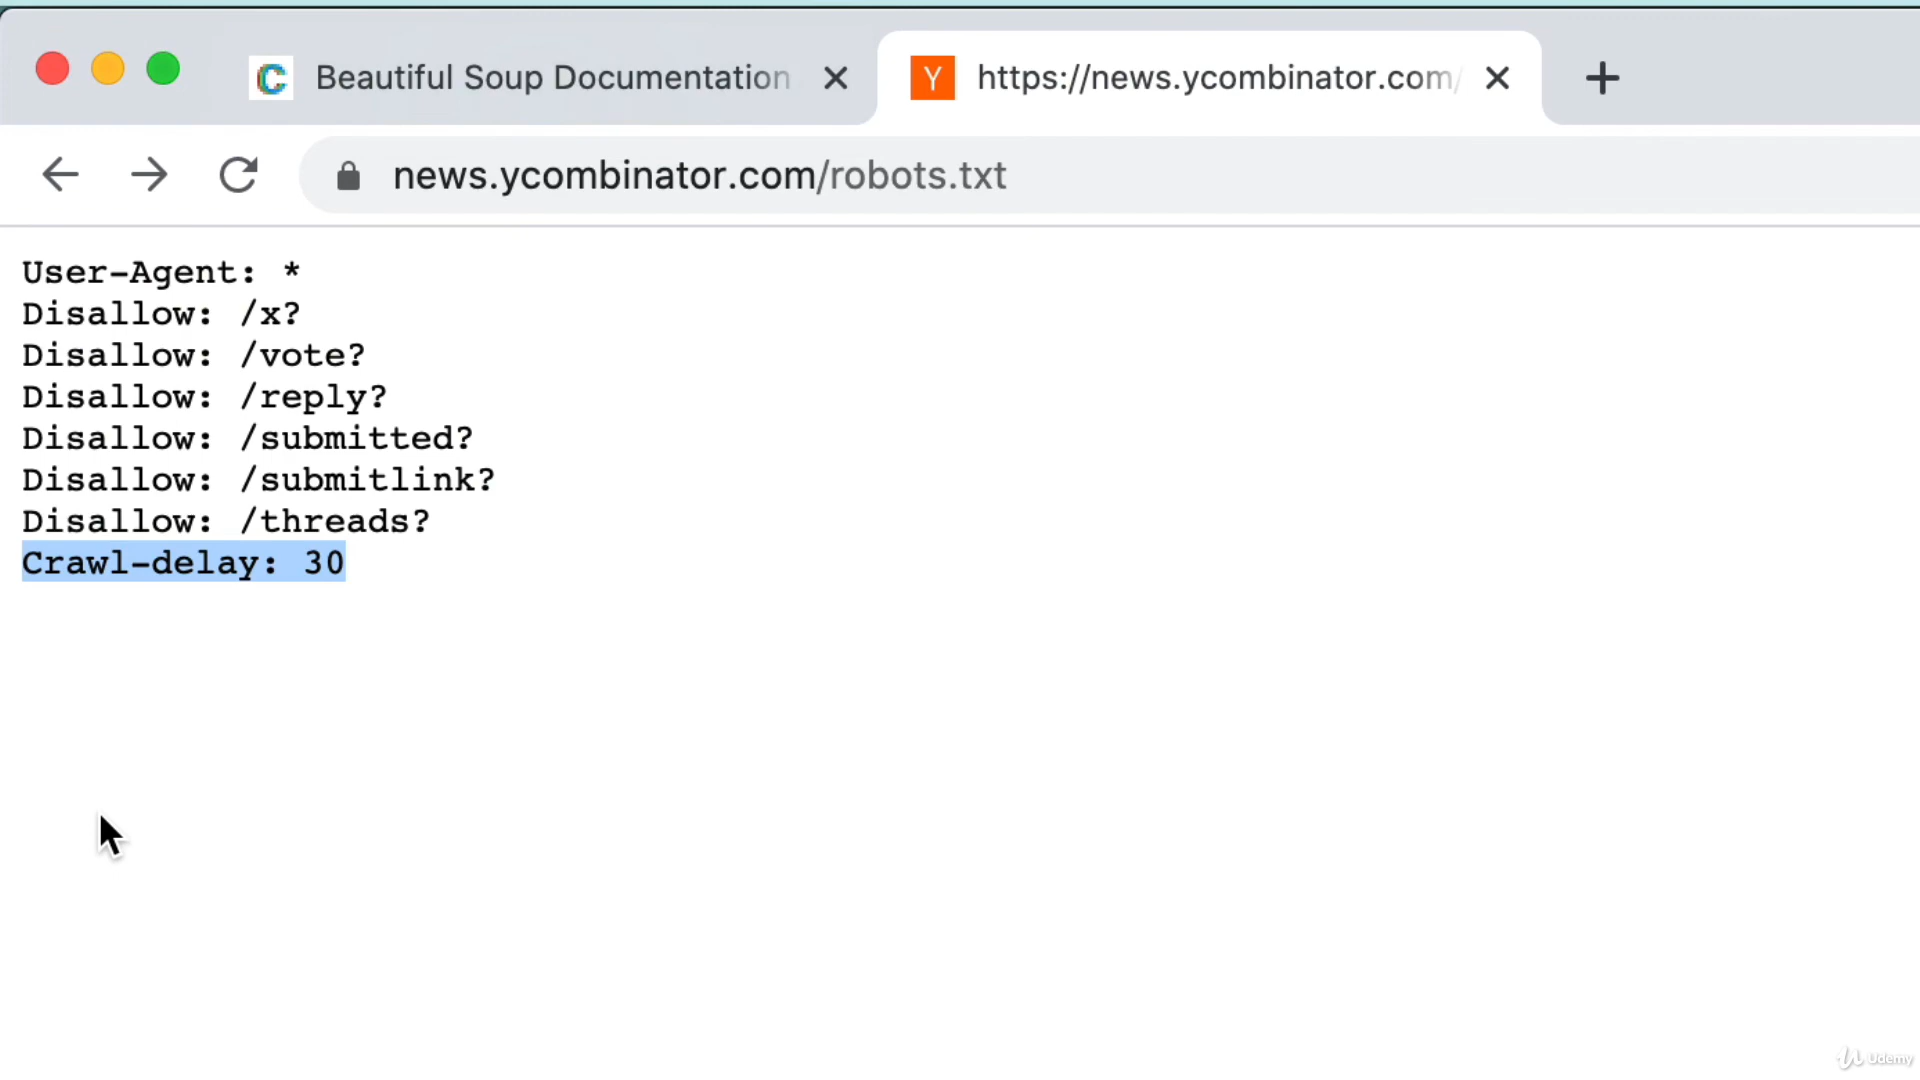 Beautiful Soup Documentation
https://news.ycombinator.com/
news.ycombinator.com/robots.txt
User-Agent: *
Disallow: /x?
Disallow: /vote?
Disallow: /reply?
Disallow: /submitted?
Disallow: /submitlink?
Disallow: /threads?
Crawl-delay: 30
Udemy